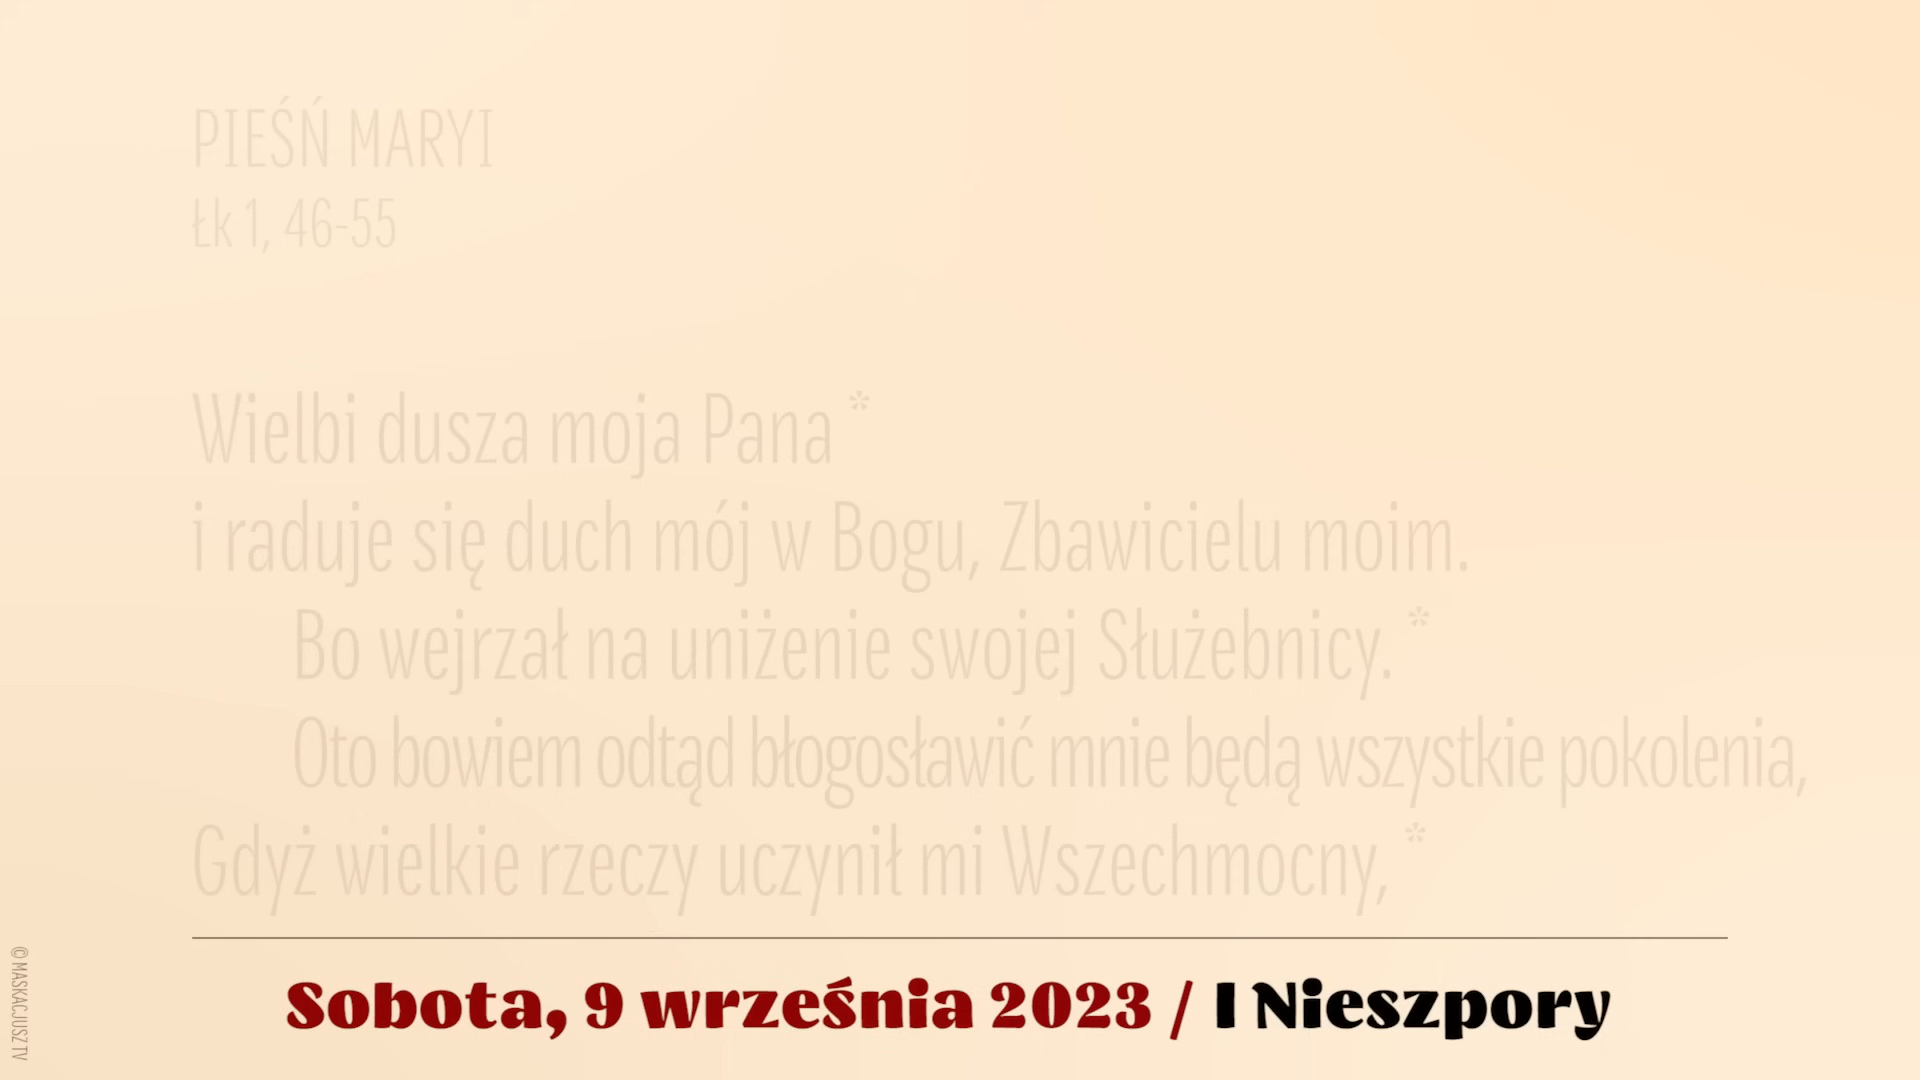 PIEŚŃ MARYI
Łk 1, 46-55
Wielbi dusza moja Pana *
i raduje się duch mój w Bogu, Zbawicielu moim.
Bo wejrzał na uniżenie swojej Służebnicy. *
Oto bowiem odtąd błogosławić mnie będą wszystkie pokolenia,
Gdyż wielkie rzeczy uczynił mi Wszechmocny, *
Sobota, 9 września 2023 / I Nieszpory
© MASKACJUSZ TV